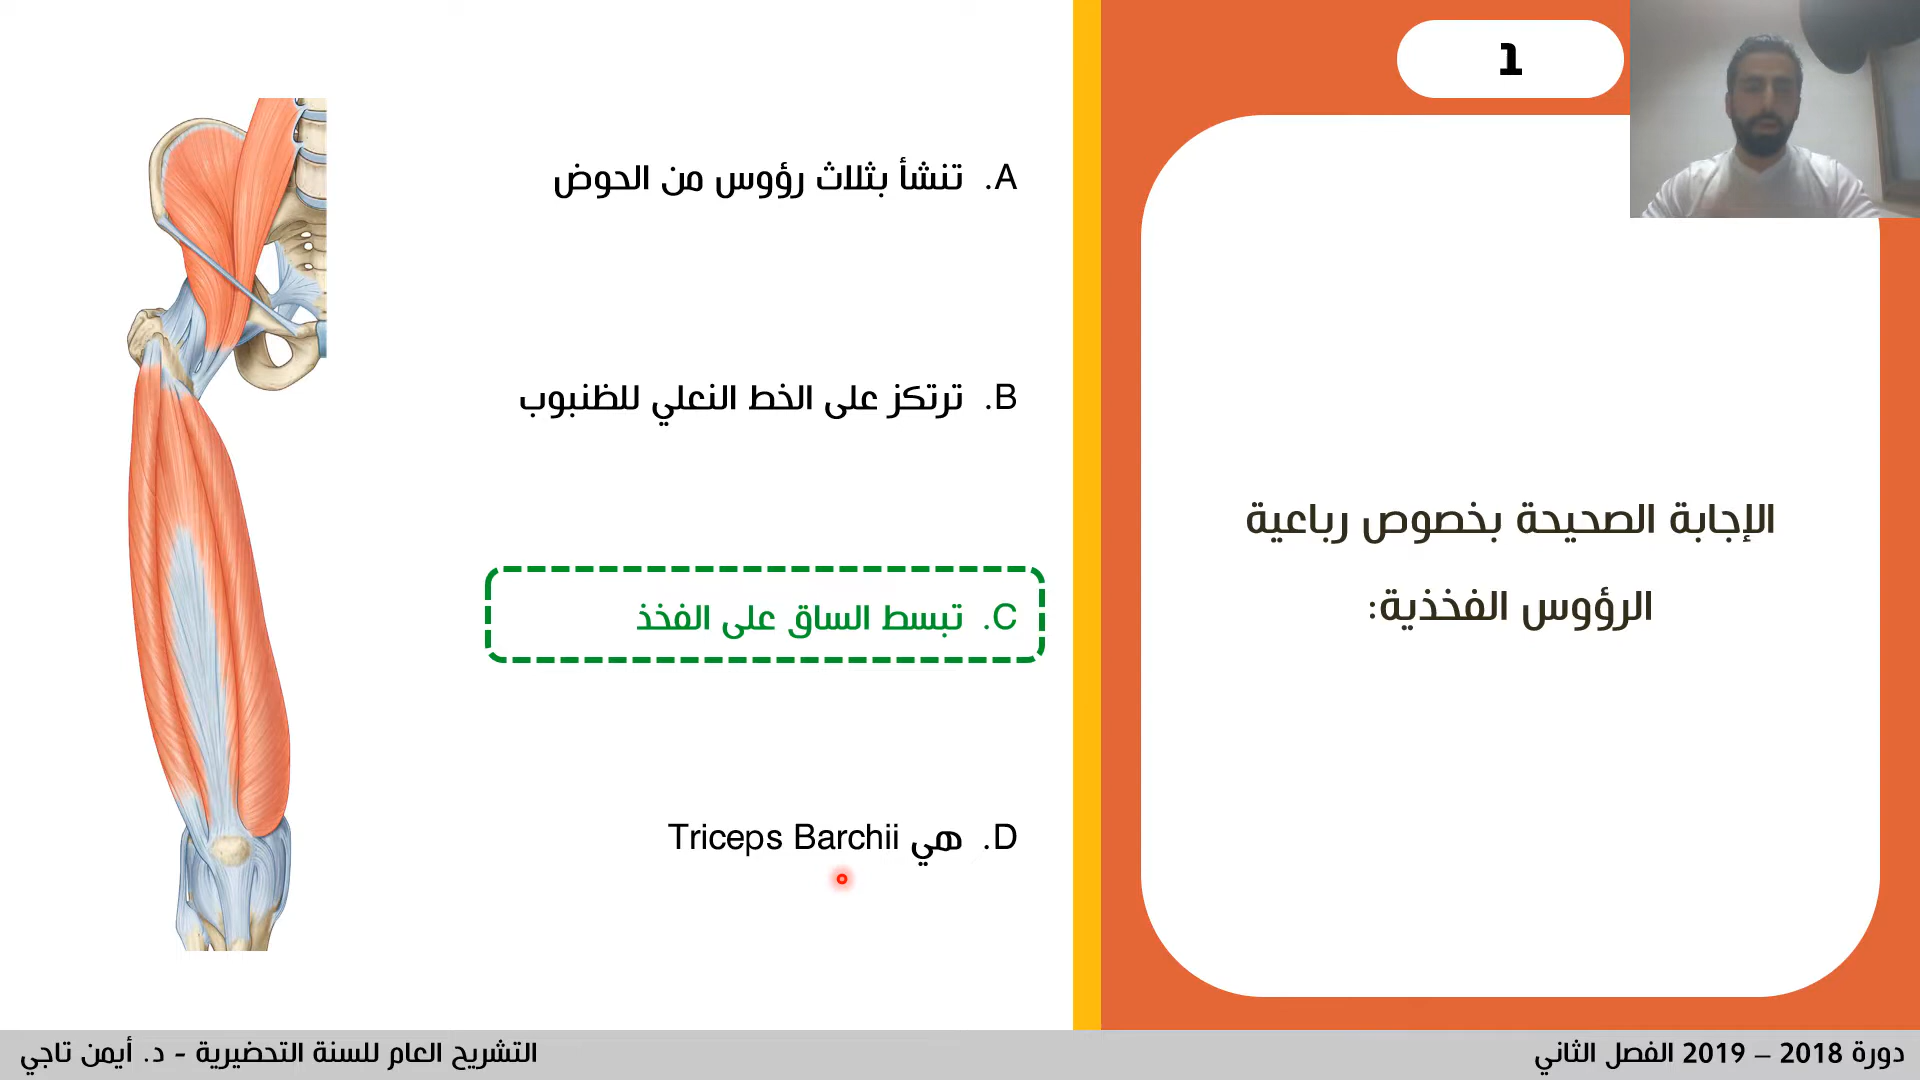 1
الإجابة الصحيحة بخصوص رباعية
الرؤوس الفخذية:
A. تنشأ بثلاث رؤوس من الحوض
B. ترتكز على الخط النعلي للظنبوب
C. تبسط الساق على الفخذ
D. هي Triceps Barchii
دورة 2018 – 2019 الفصل الثاني
التشريح العام للسنة التحضيرية - د. أيمن تاجي